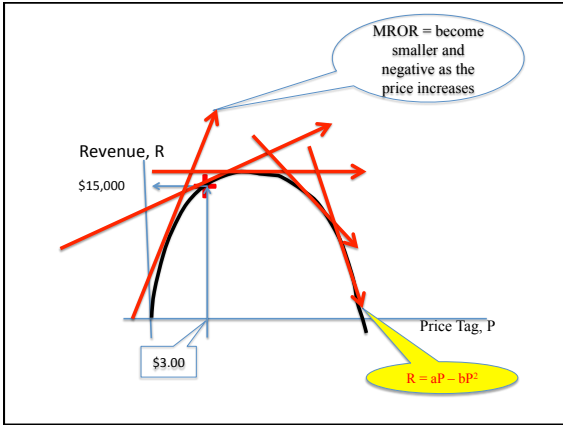 MROR = become
smaller and
negative as the
price increases
Revenue, R
$15,000
Price Tag, P
$3.00
R = aP – bP²